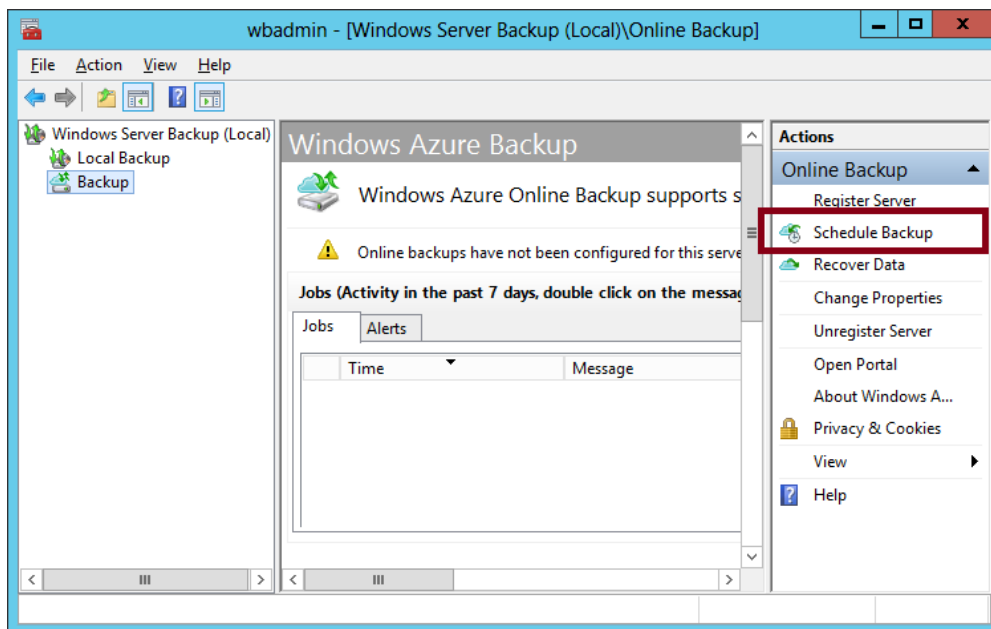 wbadmin - [Windows Server Backup (Local)\Online Backup]
File Action View Help
Windows Server Backup (Local)
Local Backup
Backup
Windows Azure Backup
Windows Azure Online Backup supports s
Online backups have not been configured for this serve
Jobs (Activity in the past 7 days, double click on the messag
Jobs Alerts
Time Message
Actions
Online Backup
Register Server
Schedule Backup
Recover Data
Change Properties
Unregister Server
Open Portal
About Windows A...
Privacy & Cookies
View
Help